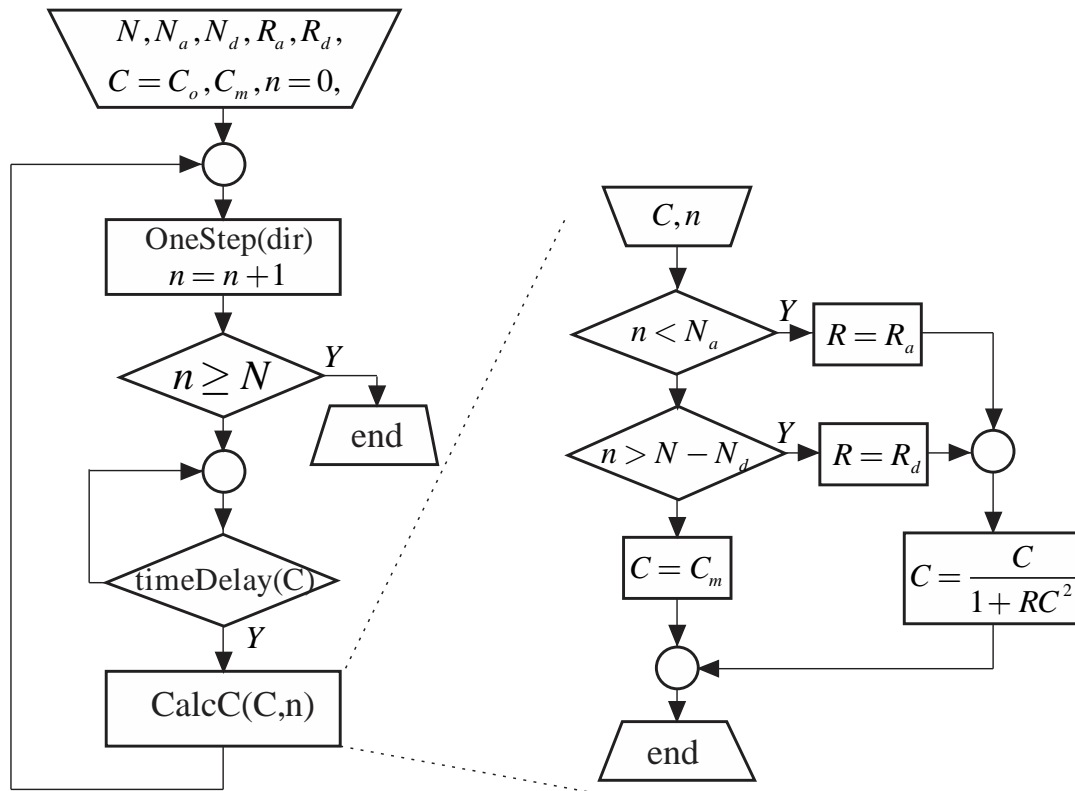 N, N_a, N_d, R_a, R_d,
C = C_o, C_m, n = 0,
OneStep(dir)
n = n + 1
n ≥ N
Y
end
timeDelay(C)
Y
CalcC(C,n)
C, n
n < N_a
Y
R = R_a
n > N − N_d
Y
R = R_d
C = C_m
C = C / (1 + RC^2)
end